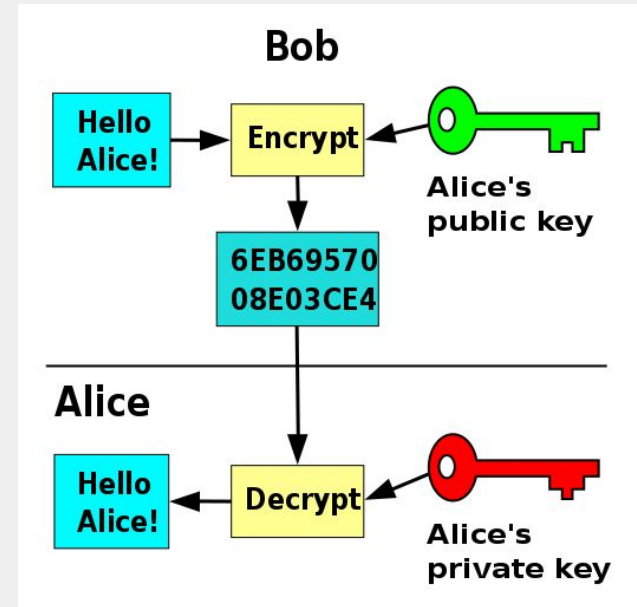 Bob
Hello
Alice!
Encrypt
Alice's
public key
6EB69570
08E03CE4
Alice
Hello
Alice!
Decrypt
Alice's
private key